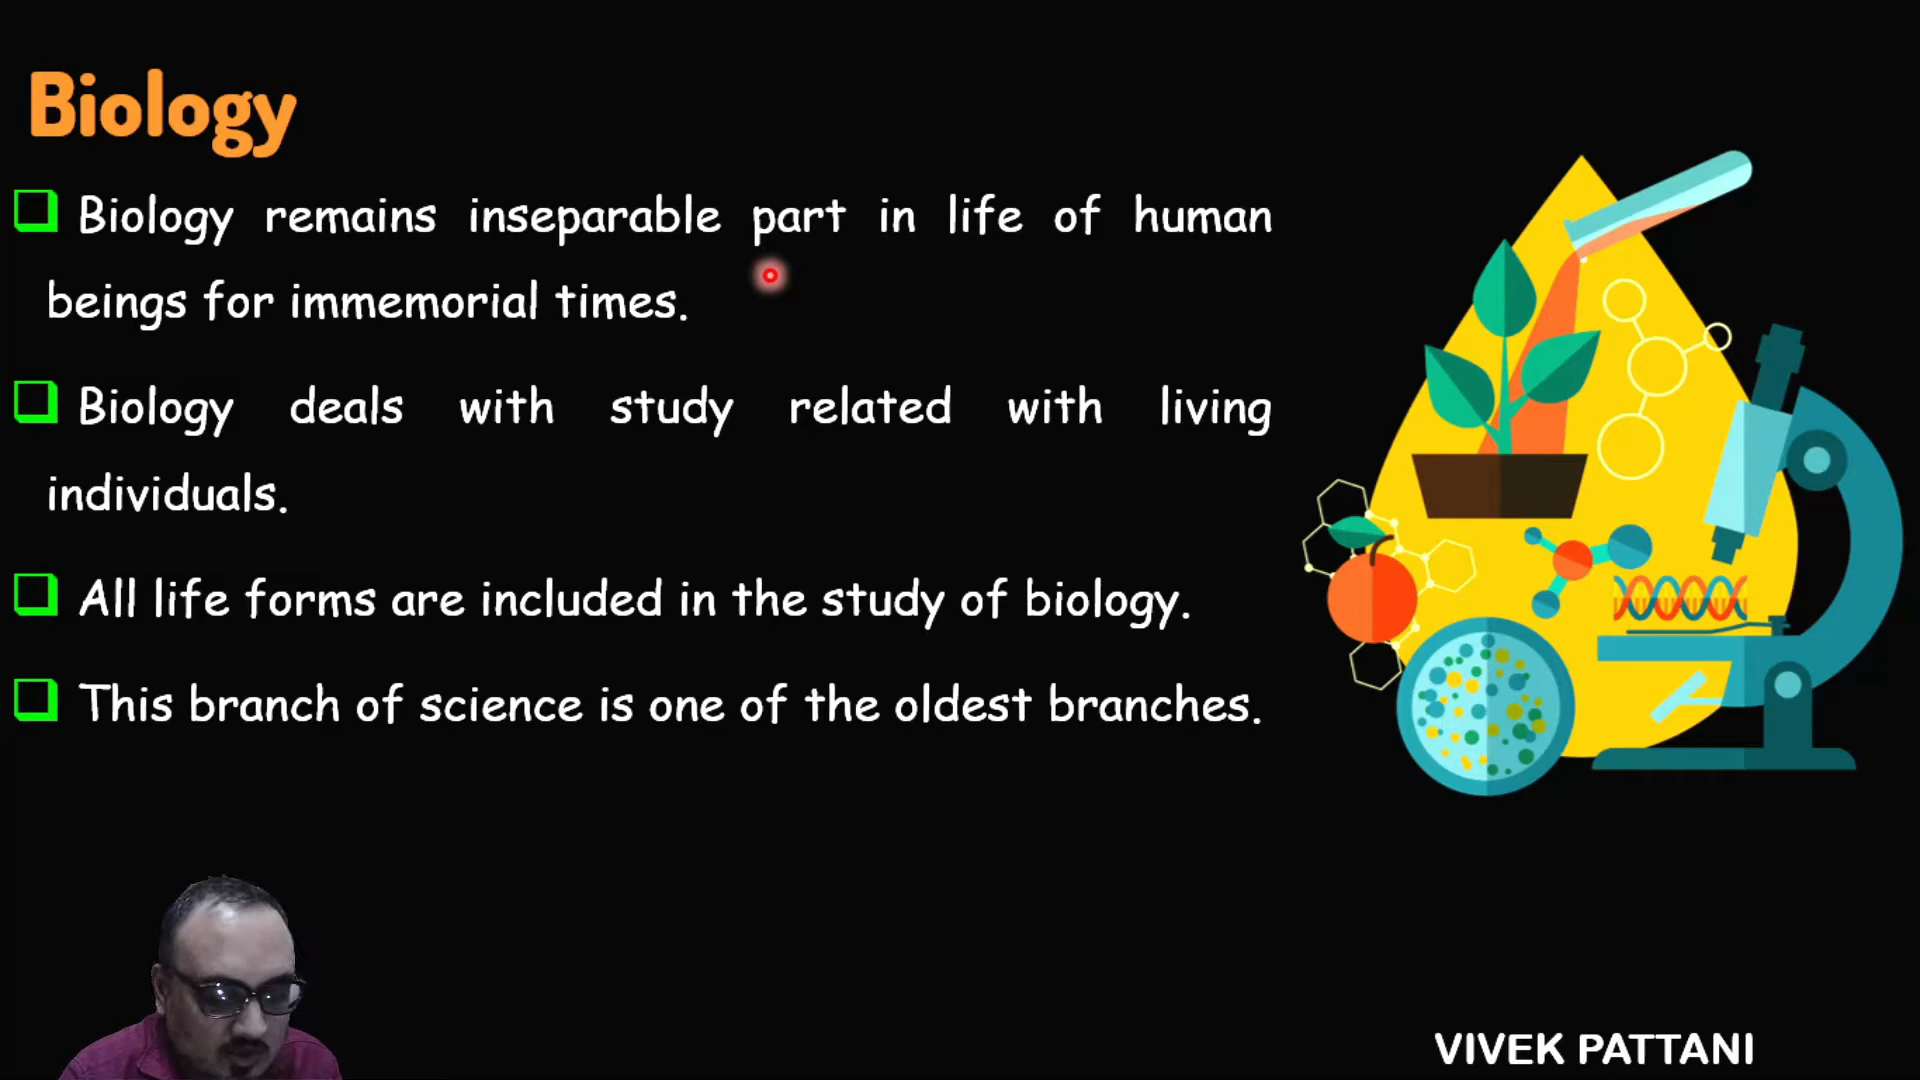 Biology
Biology remains inseparable part in life of human
beings for immemorial times.
Biology deals with study related with living
individuals.
All life forms are included in the study of biology.
This branch of science is one of the oldest branches.
VIVEK PATTANI